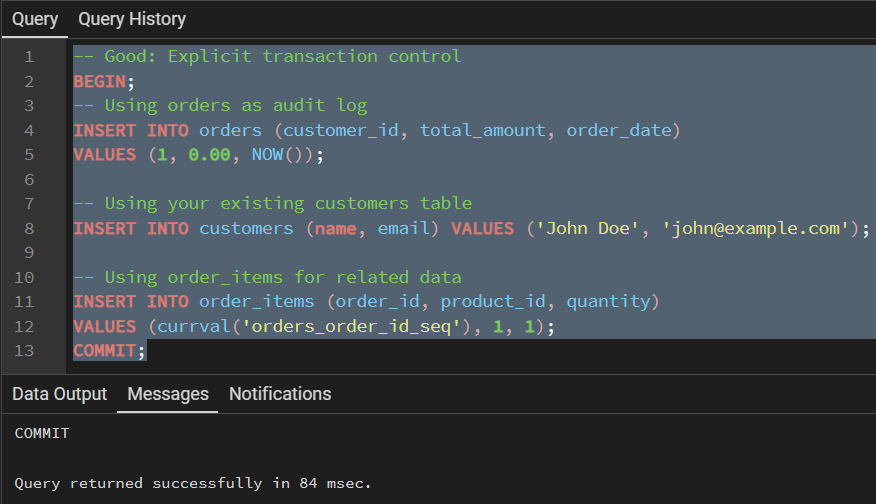 Query Query History
1 -- Good: Explicit transaction control
2 BEGIN;
3 -- Using orders as audit log
4 INSERT INTO orders (customer_id, total_amount, order_date)
5 VALUES (1, 0.00, NOW());
6
7 -- Using your existing customers table
8 INSERT INTO customers (name, email) VALUES ('John Doe', 'john@example.com');
9
10 -- Using order_items for related data
11 INSERT INTO order_items (order_id, product_id, quantity)
12 VALUES (currval('orders_order_id_seq'), 1, 1);
13 COMMIT;
Data Output Messages Notifications
COMMIT
Query returned successfully in 84 msec.